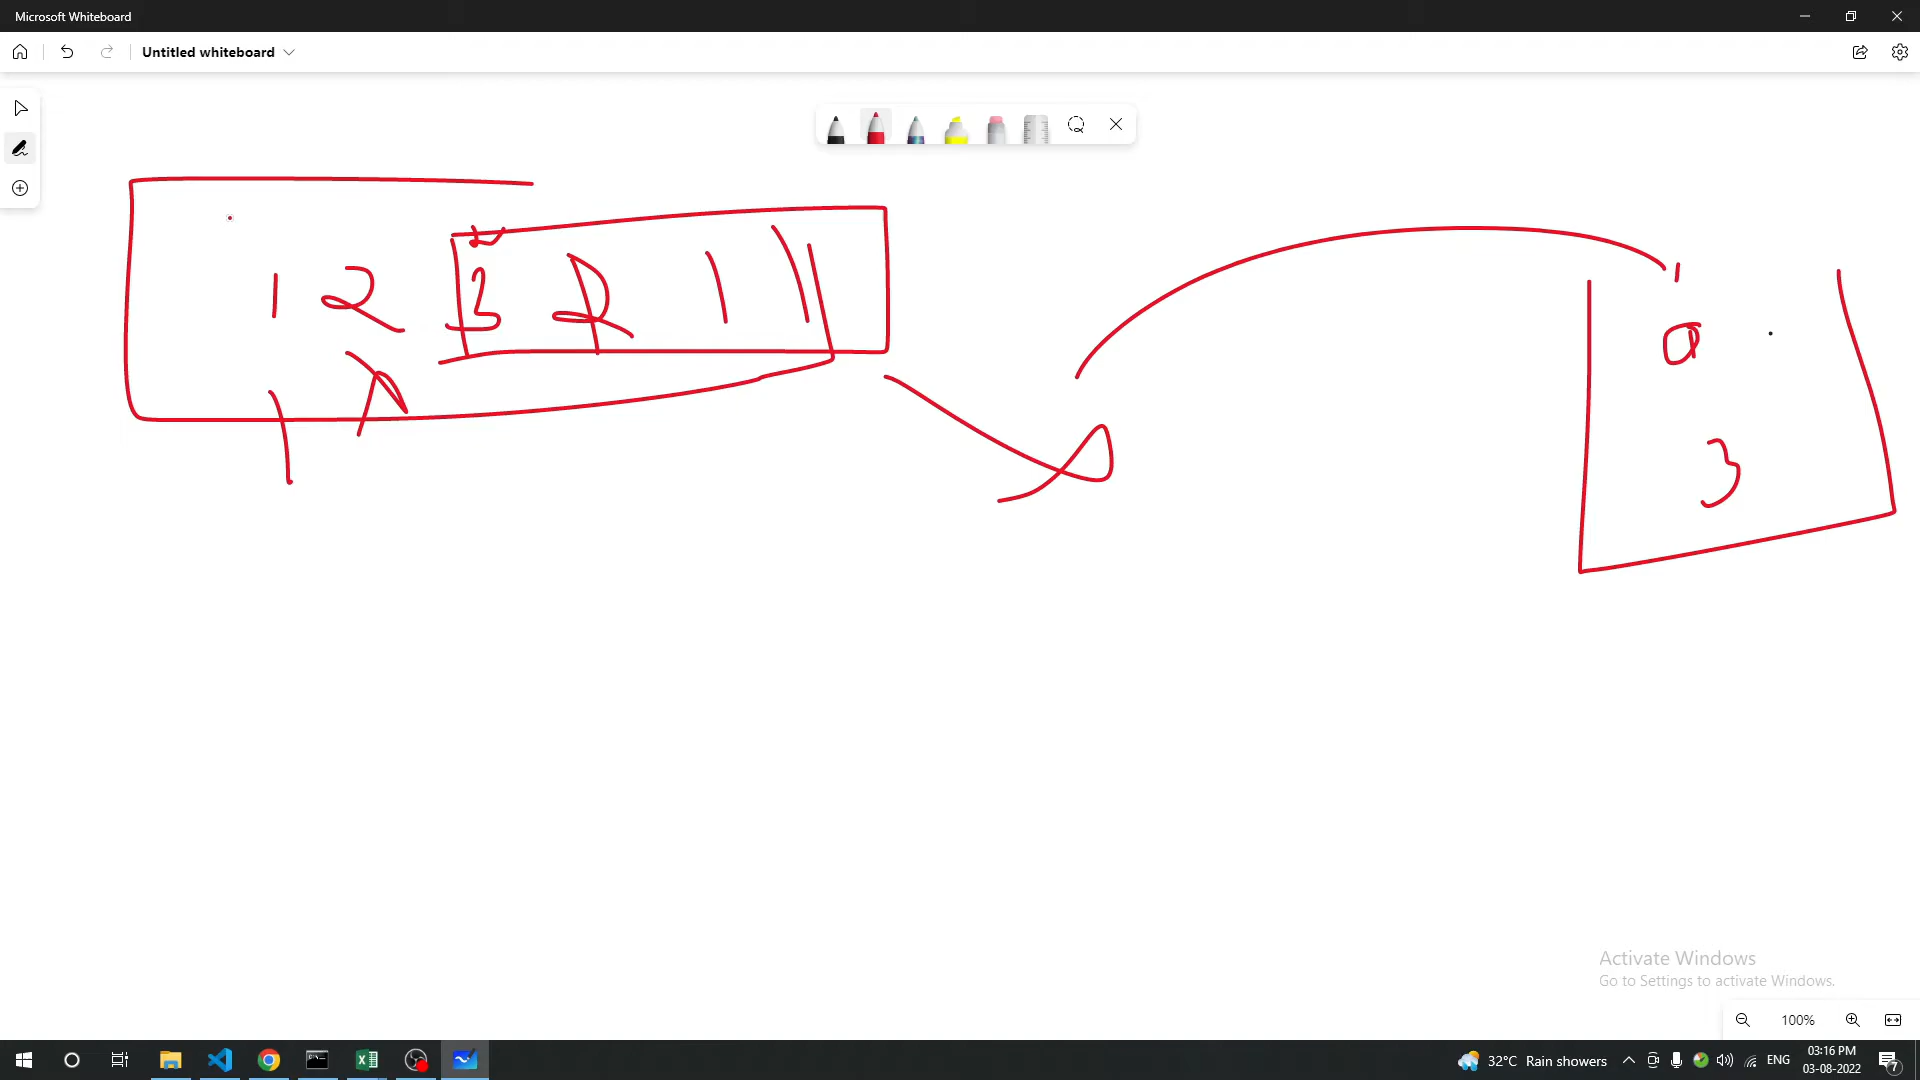 Microsoft Whiteboard
Untitled whiteboard
1 2 3 2 1 1
3
Activate Windows
Go to Settings to activate Windows.
100%
32°C Rain showers
ENG
03:16 PM
03-08-2022
7